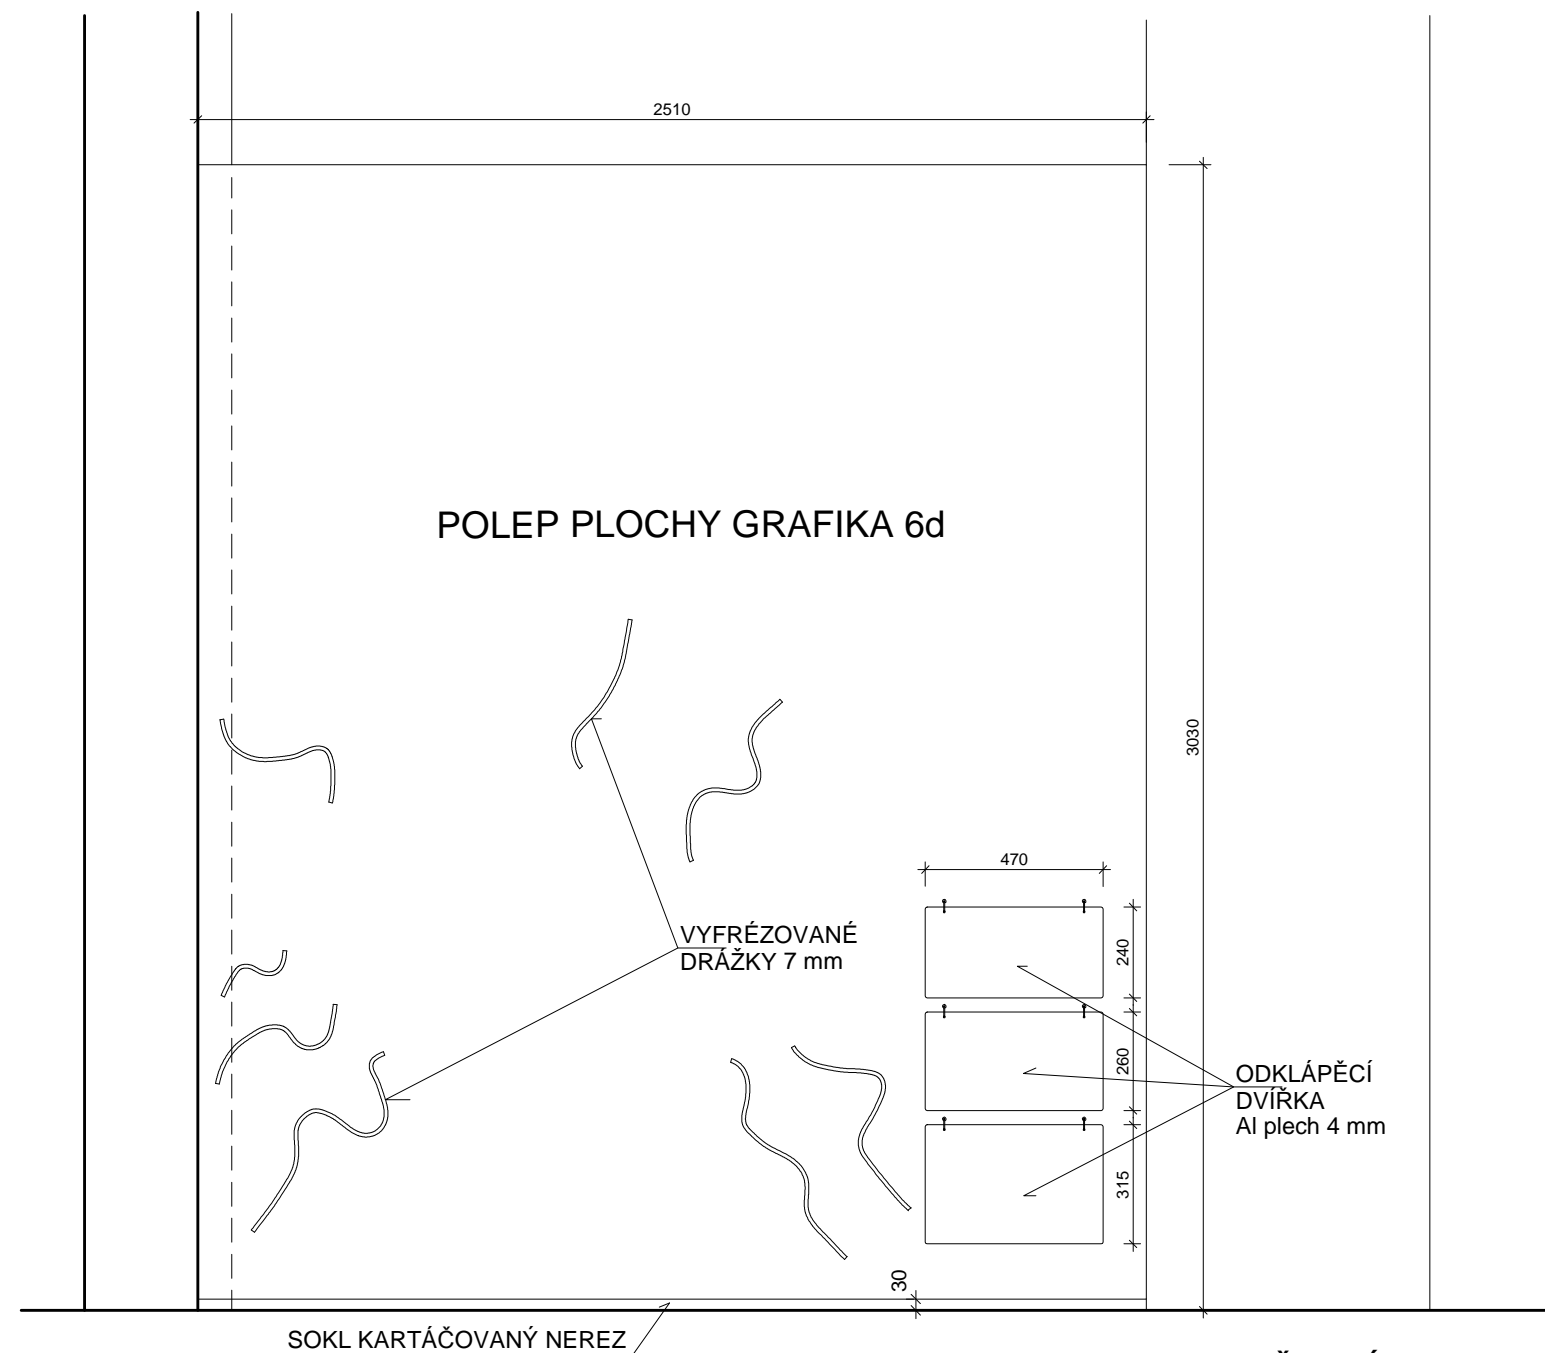 2510
POLEP PLOCHY GRAFIKA 6d
3030
470
VYFRÉZOVANÉ
DRÁŽKY 7 mm
240
260
ODKLÁPĚCÍ
DVÍŘKA
Al plech 4 mm
315
30
SOKL KARTÁČOVANÝ NEREZ